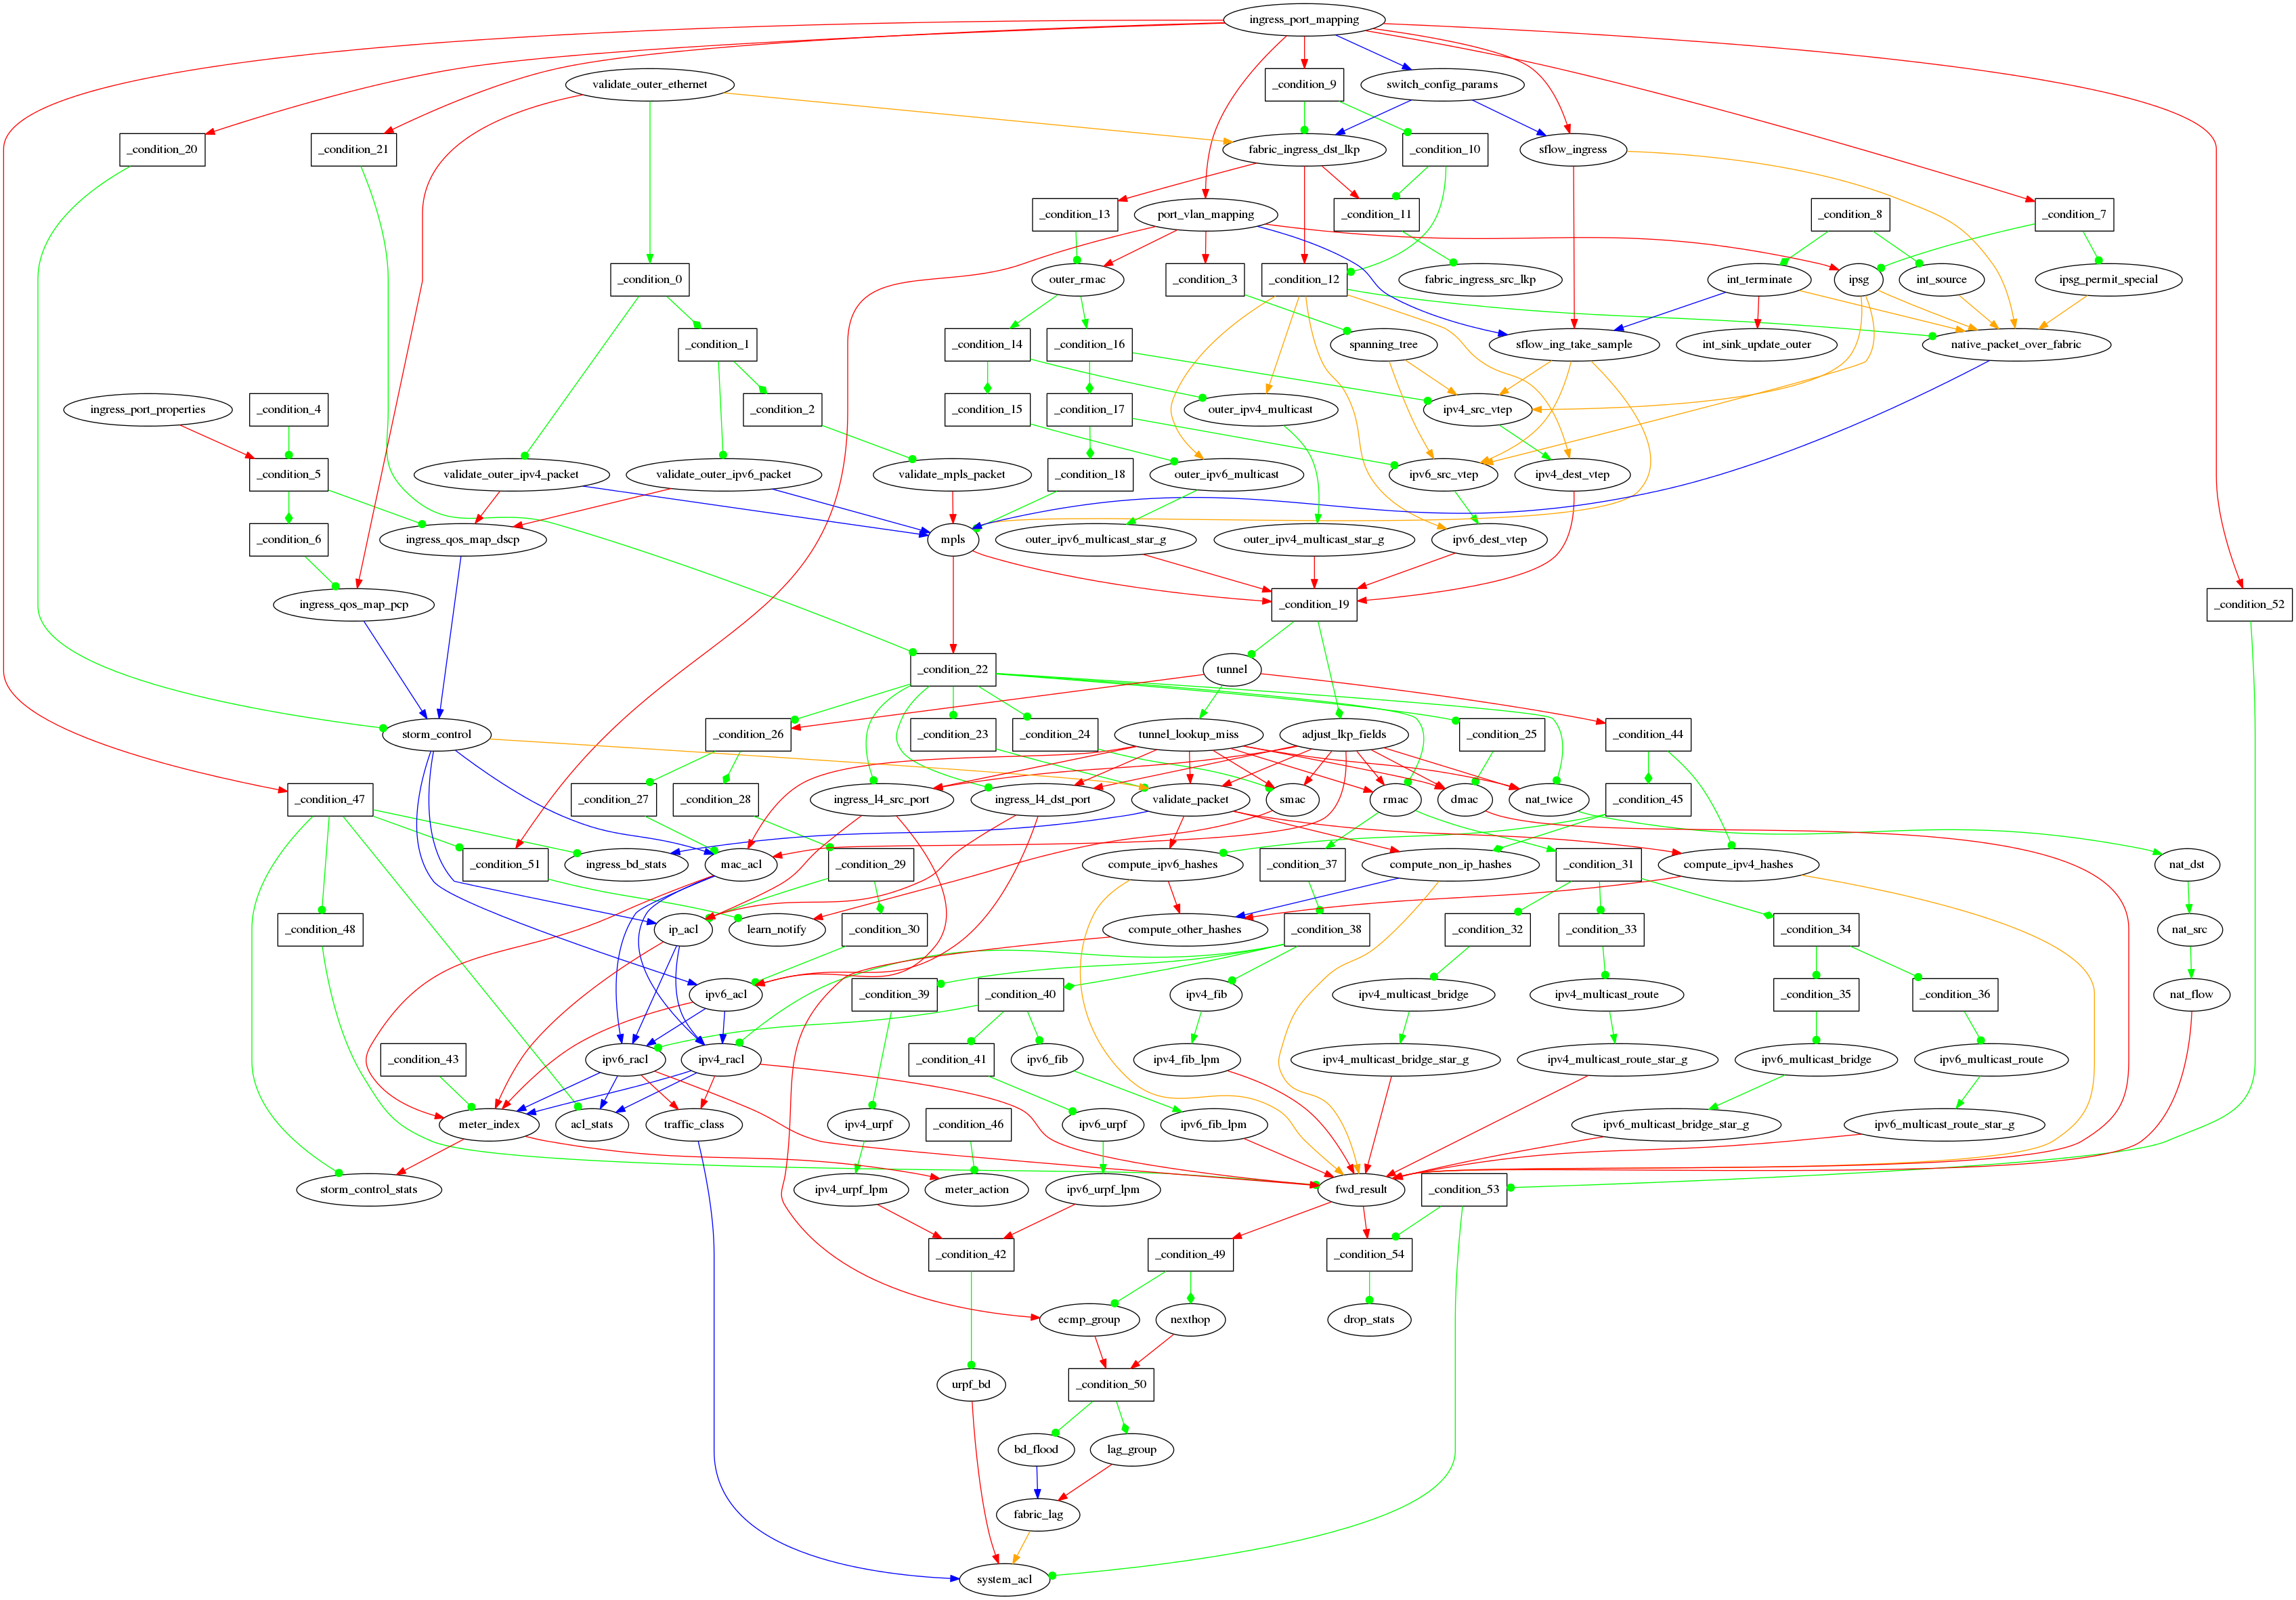 ingress_port_mapping
validate_outer_ethernet
_condition_9
switch_config_params
_condition_20
_condition_21
fabric_ingress_dst_lkp
_condition_10
sflow_ingress
_condition_13
port_vlan_mapping
_condition_11
_condition_8
_condition_7
_condition_0
outer_rmac
_condition_3
_condition_12
fabric_ingress_src_lkp
int_terminate
ipsg
int_source
ipsg_permit_special
_condition_1
_condition_14
_condition_16
spanning_tree
sflow_ing_take_sample
int_sink_update_outer
native_packet_over_fabric
ingress_port_properties
_condition_4
_condition_2
_condition_15
_condition_17
outer_ipv4_multicast
ipv4_src_vtep
_condition_5
validate_outer_ipv4_packet
validate_outer_ipv6_packet
validate_mpls_packet
_condition_18
outer_ipv6_multicast
ipv6_src_vtep
ipv4_dest_vtep
_condition_6
ingress_qos_map_dscp
mpls
outer_ipv6_multicast_star_g
outer_ipv4_multicast_star_g
ipv6_dest_vtep
ingress_qos_map_pcp
_condition_19
_condition_52
_condition_22
tunnel
storm_control
_condition_26
_condition_23
_condition_24
tunnel_lookup_miss
adjust_lkp_fields
_condition_25
_condition_44
_condition_47
_condition_27
_condition_28
ingress_l4_src_port
ingress_l4_dst_port
validate_packet
smac
rmac
dmac
nat_twice
_condition_45
_condition_51
ingress_bd_stats
mac_acl
_condition_29
compute_ipv6_hashes
_condition_37
compute_non_ip_hashes
_condition_31
compute_ipv4_hashes
nat_dst
_condition_48
ip_acl
learn_notify
_condition_30
compute_other_hashes
_condition_38
_condition_32
_condition_33
_condition_34
nat_src
ipv6_acl
_condition_39
_condition_40
ipv4_fib
ipv4_multicast_bridge
ipv4_multicast_route
_condition_35
_condition_36
nat_flow
_condition_43
ipv6_racl
ipv4_racl
_condition_41
ipv6_fib
ipv4_fib_lpm
ipv4_multicast_bridge_star_g
ipv4_multicast_route_star_g
ipv6_multicast_bridge
ipv6_multicast_route
meter_index
acl_stats
traffic_class
ipv4_urpf
_condition_46
ipv6_urpf
ipv6_fib_lpm
ipv6_multicast_bridge_star_g
ipv6_multicast_route_star_g
storm_control_stats
ipv4_urpf_lpm
meter_action
ipv6_urpf_lpm
fwd_result
_condition_53
_condition_42
_condition_49
_condition_54
ecmp_group
nexthop
drop_stats
urpf_bd
_condition_50
bd_flood
lag_group
fabric_lag
system_acl